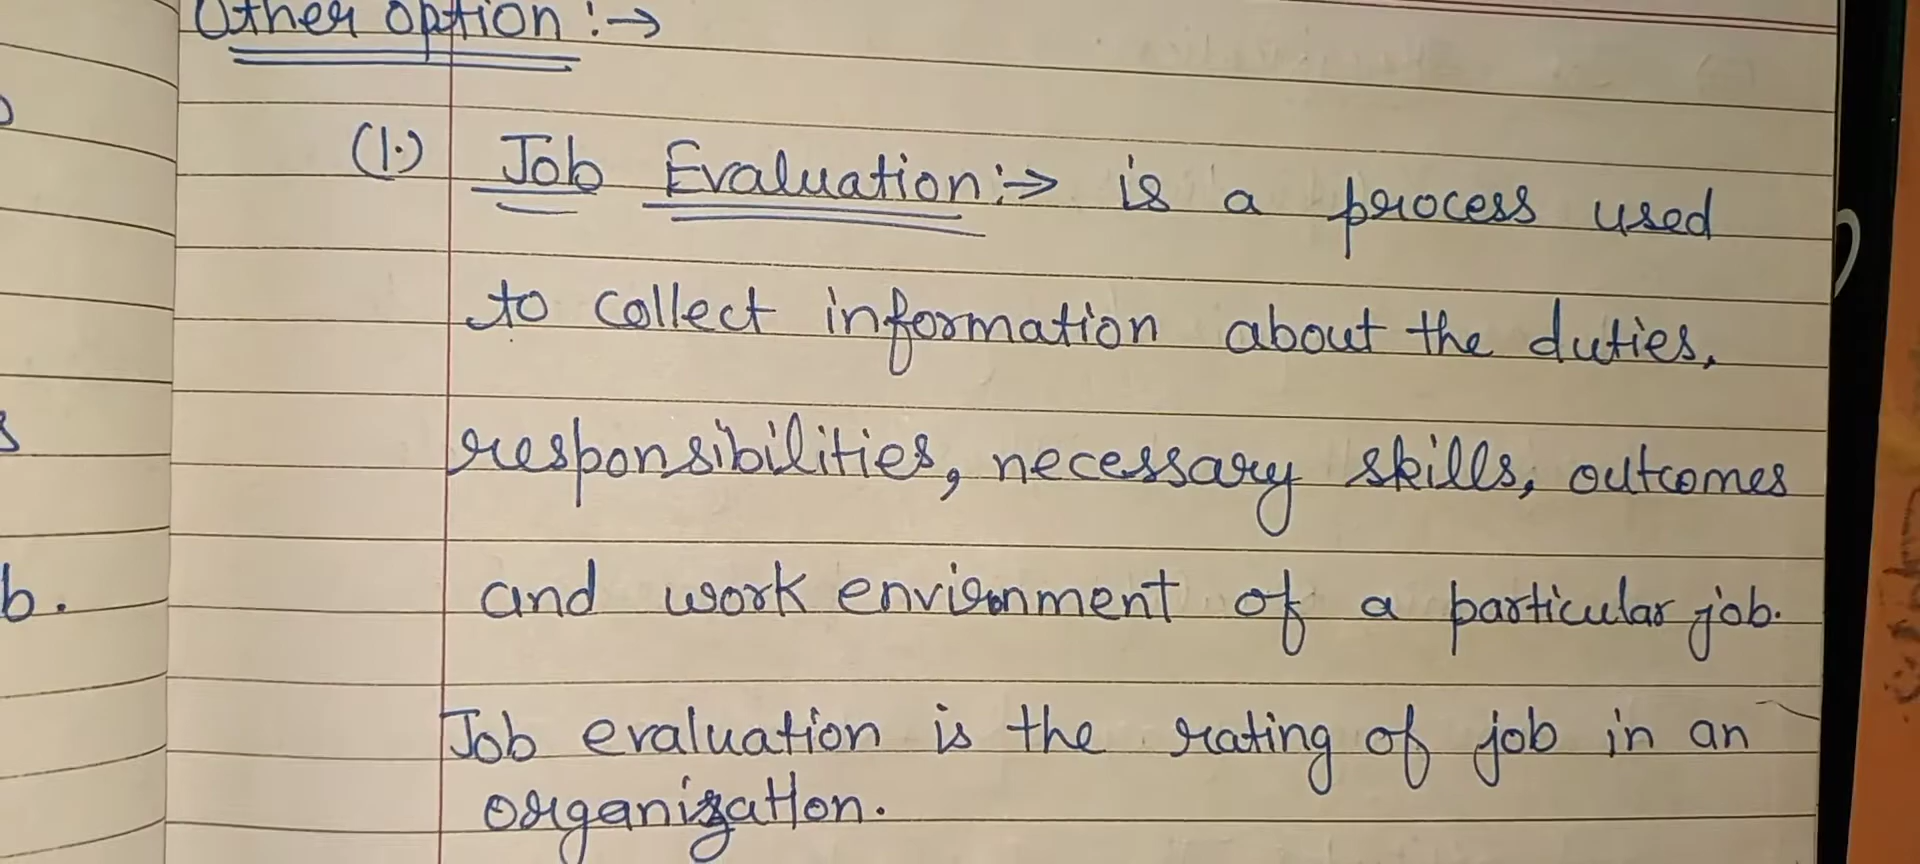 Other option :→
(1.) Job Evaluation :→ is a process used
to collect information about the duties,
responsibilities, necessary skills, outcomes
and work environment of a particular job.
Job evaluation is the rating of job in an
organization.
b.